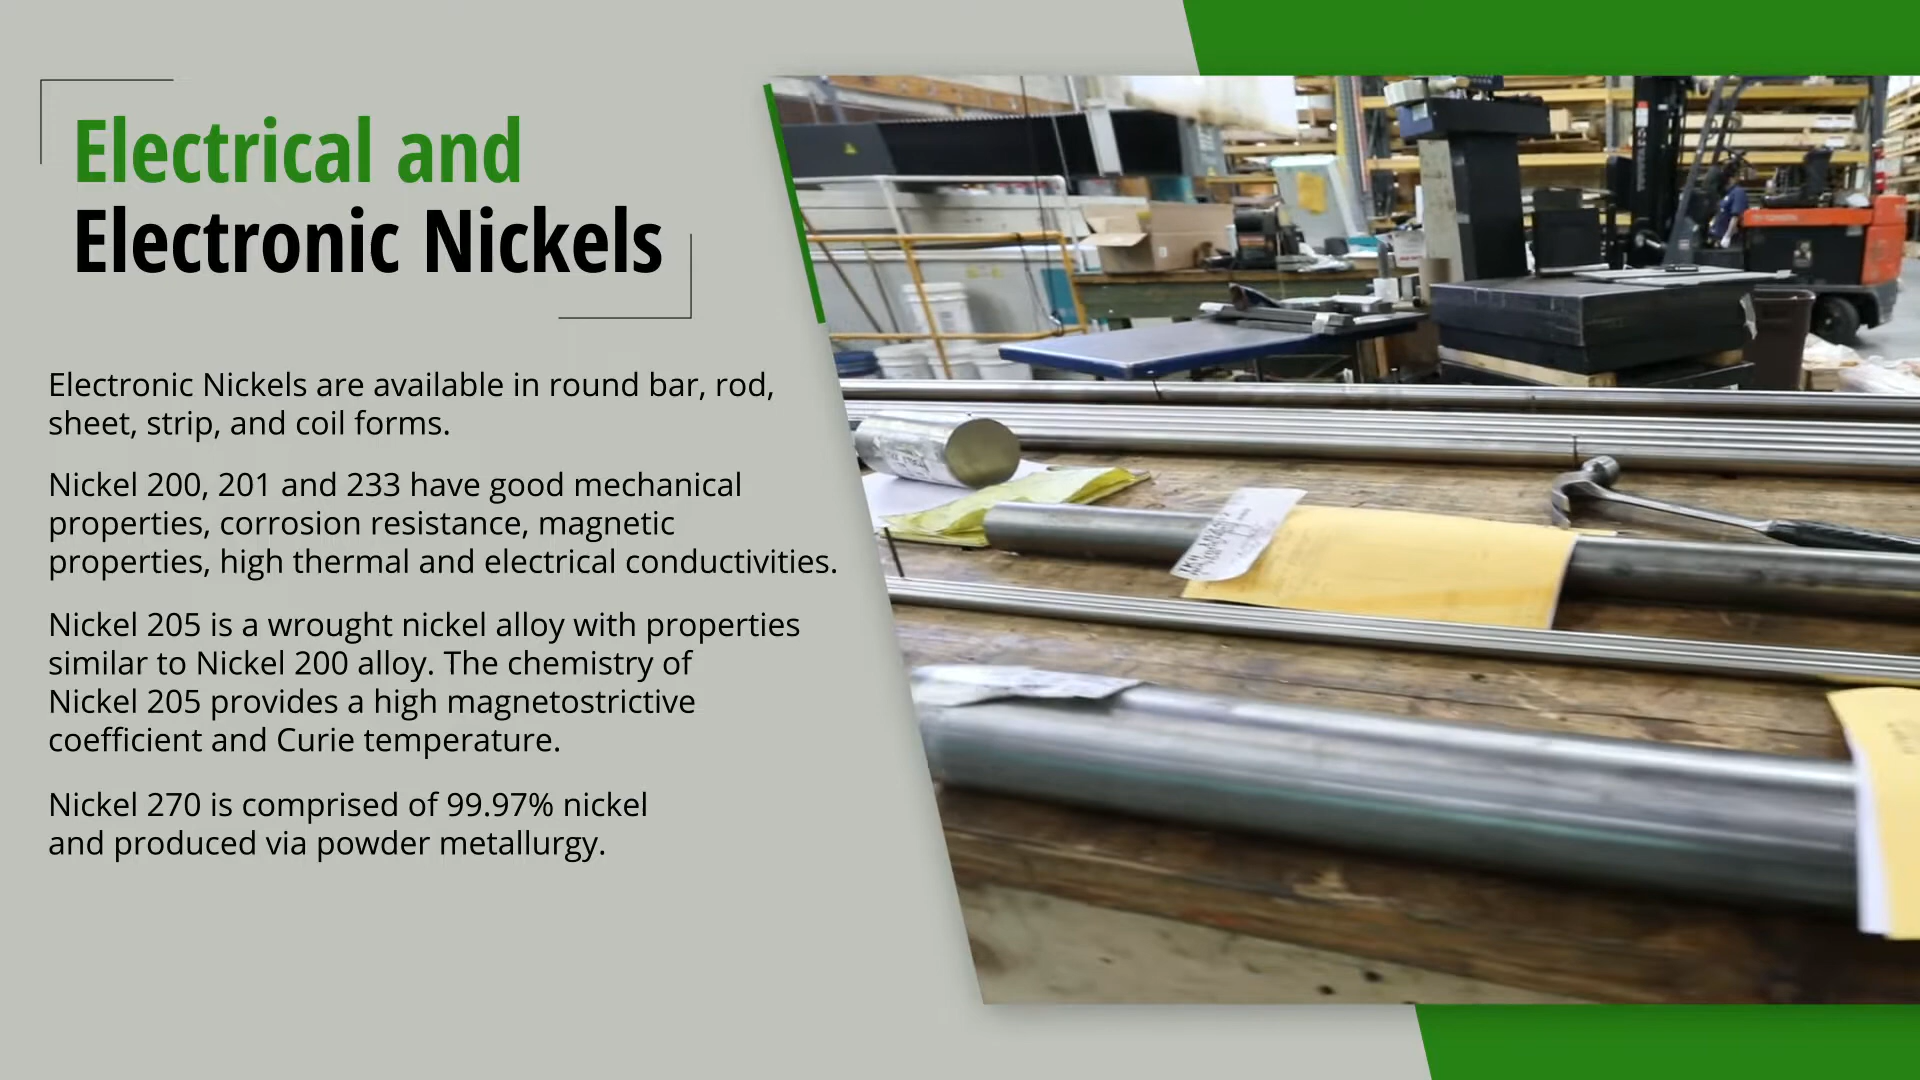 Electrical and
Electronic Nickels
Electronic Nickels are available in round bar, rod,
sheet, strip, and coil forms.
Nickel 200, 201 and 233 have good mechanical
properties, corrosion resistance, magnetic
properties, high thermal and electrical conductivities.
Nickel 205 is a wrought nickel alloy with properties
similar to Nickel 200 alloy. The chemistry of
Nickel 205 provides a high magnetostrictive
coefficient and Curie temperature.
Nickel 270 is comprised of 99.97% nickel
and produced via powder metallurgy.